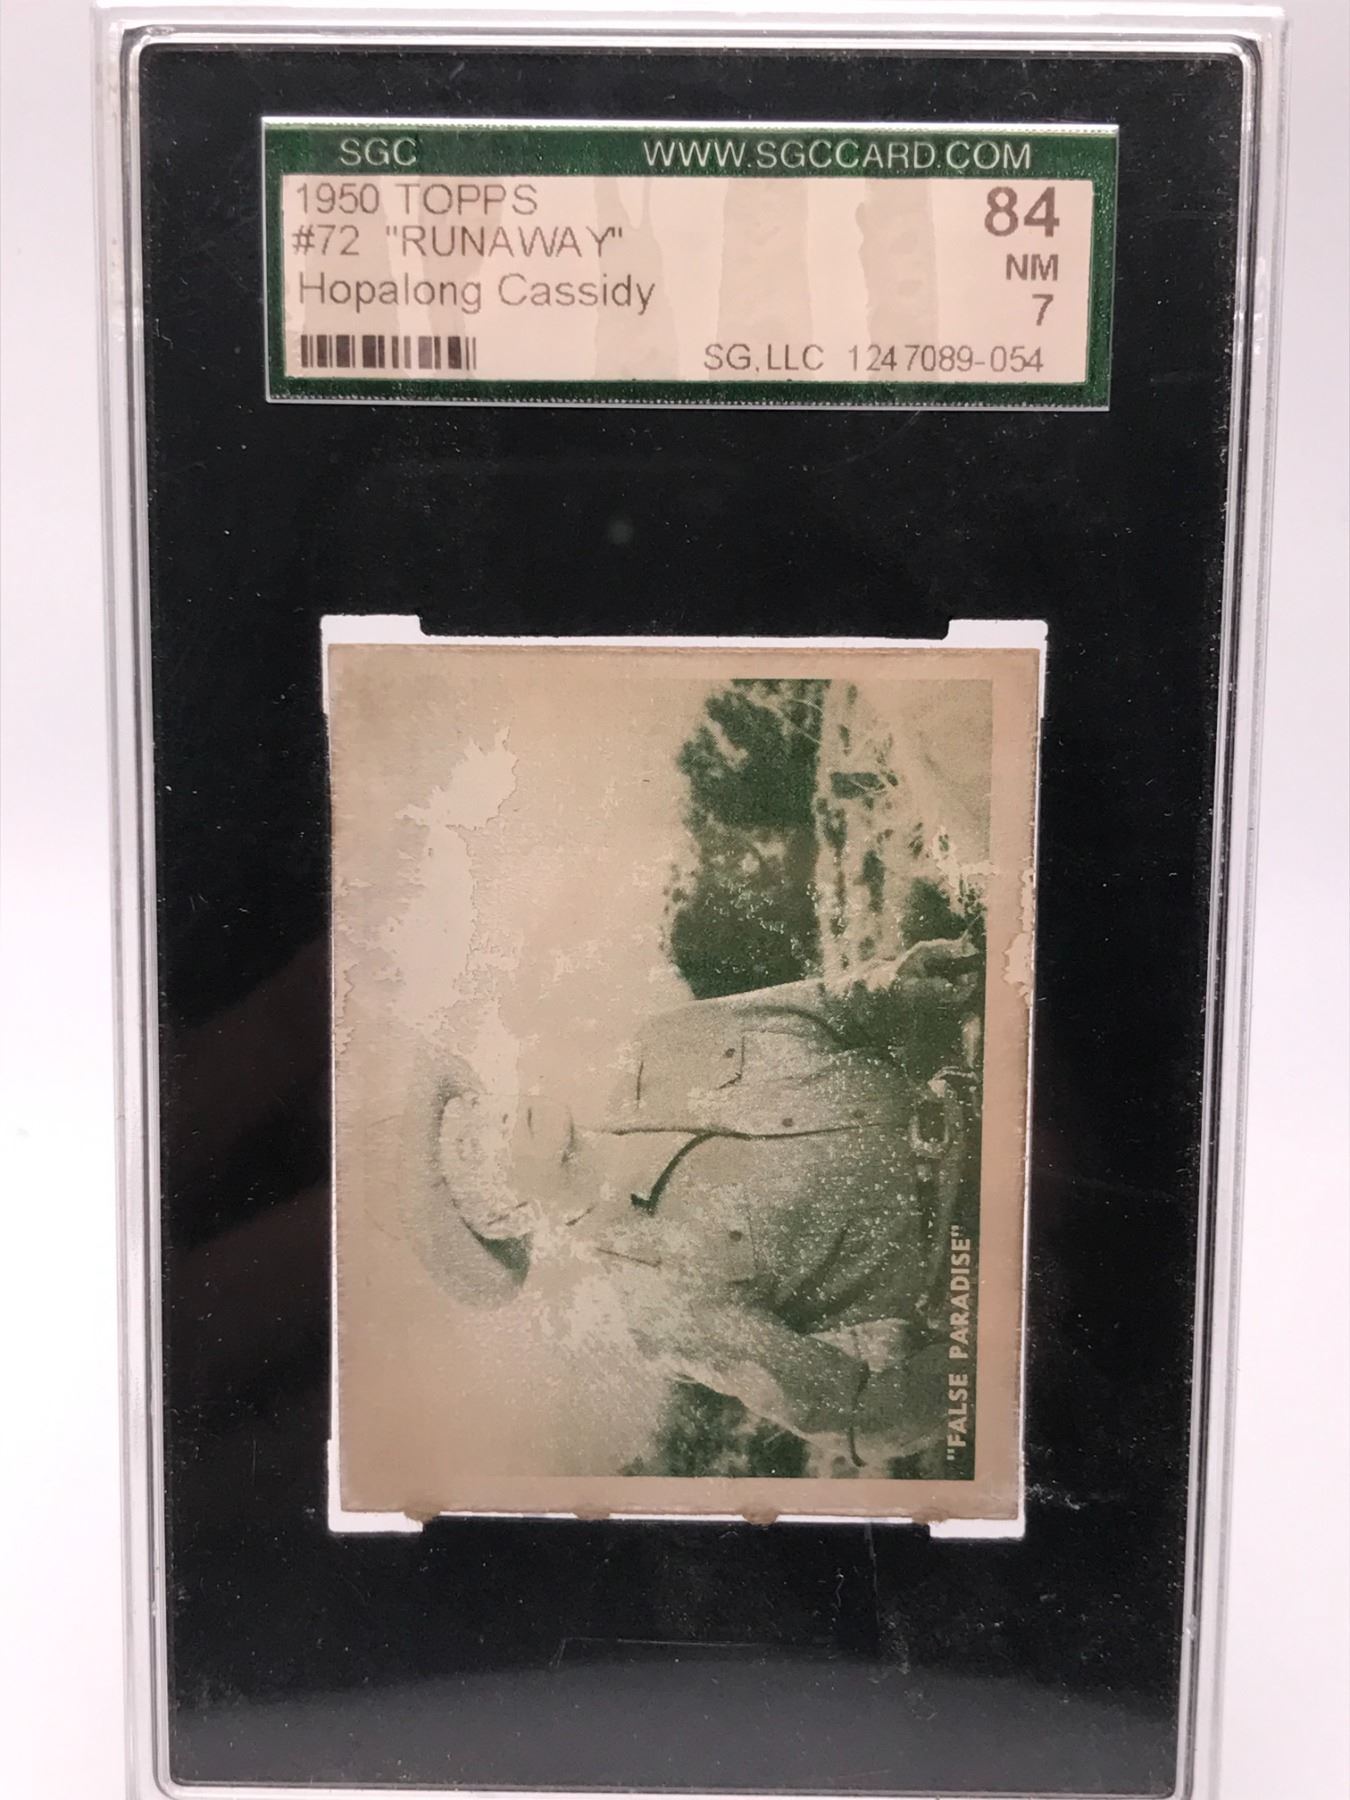 SGC WWW.SGCCARD.COM
1950 TOPPS 84
#72 "RUNAWAY" NM
Hopalong Cassidy 7
SG,LLC 1247089-054
"FALSE PARADISE"